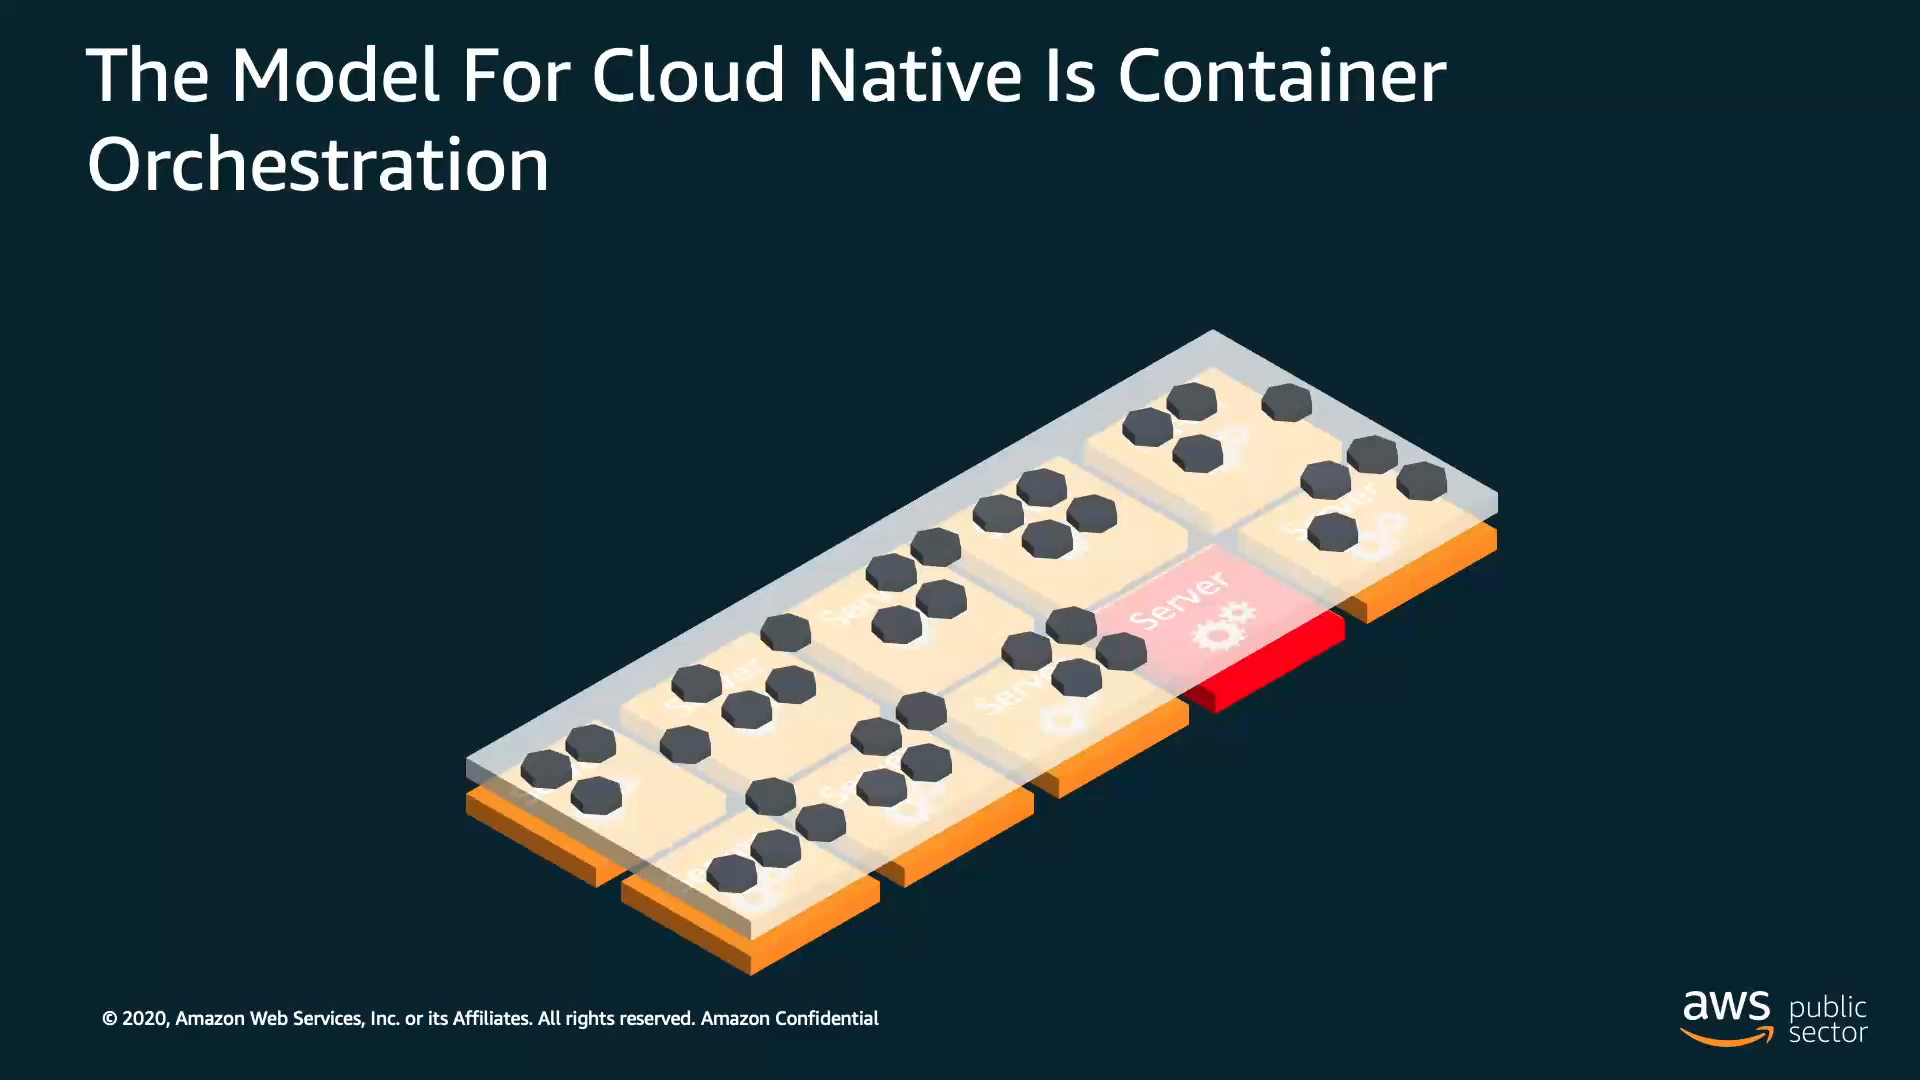 The Model For Cloud Native Is Container
Orchestration
Server
© 2020, Amazon Web Services, Inc. or its Affiliates. All rights reserved. Amazon Confidential
aws public
sector